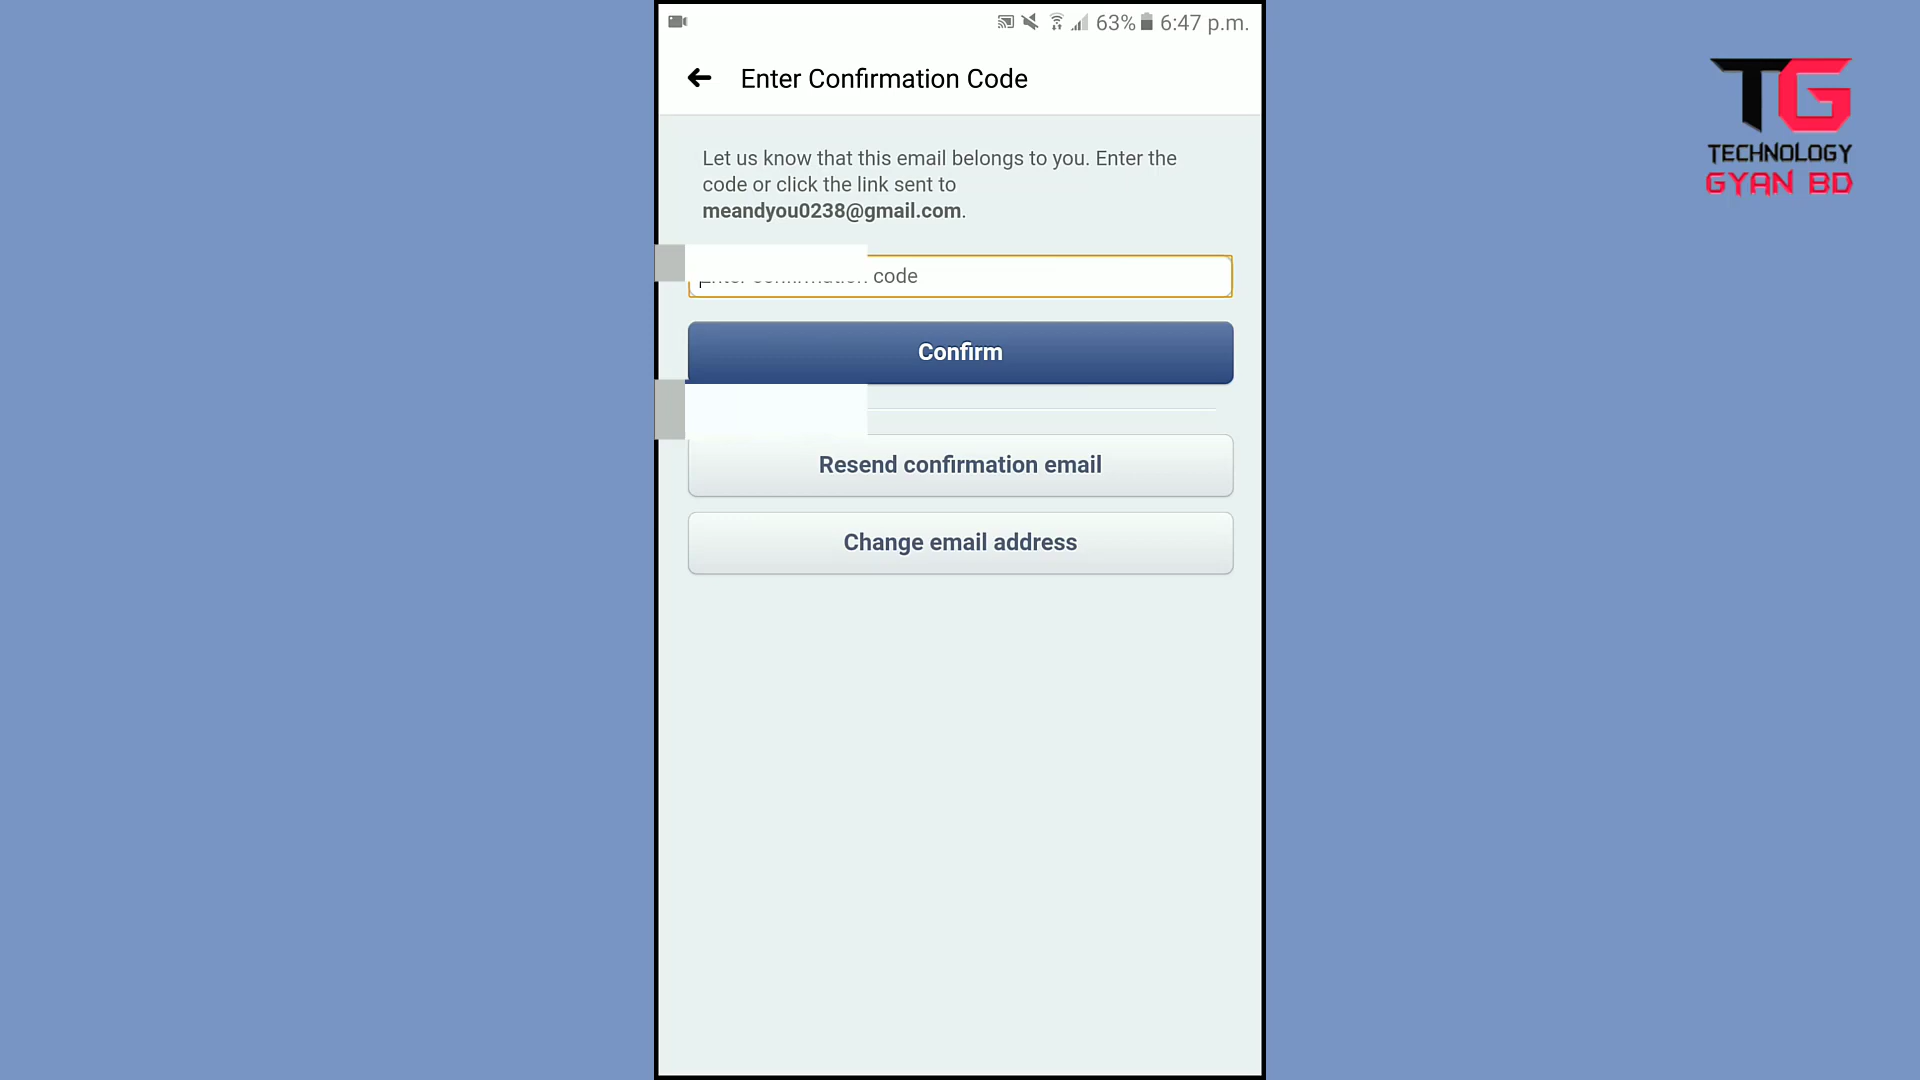 63% 6:47 p.m.
Enter Confirmation Code
Let us know that this email belongs to you. Enter the
code or click the link sent to
meandyou0238@gmail.com.
code
Confirm
Resend confirmation email
Change email address
TG
TECHNOLOGY
GYAN BD